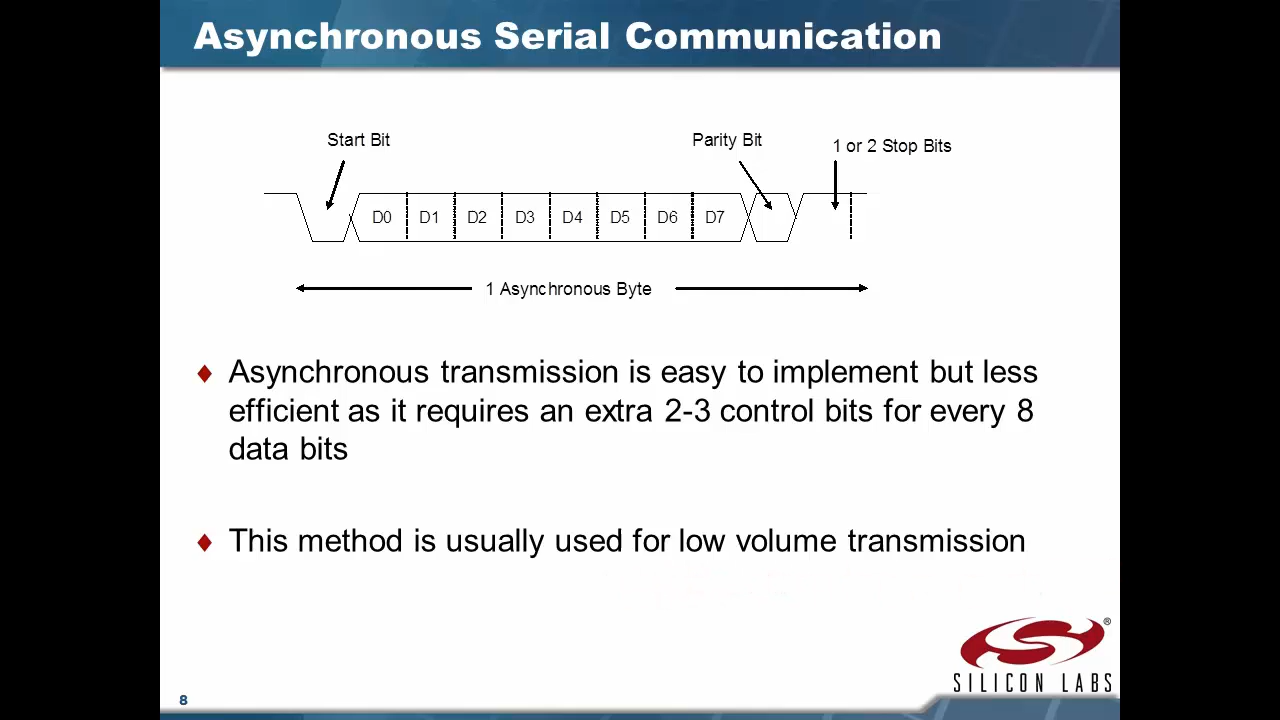 Asynchronous Serial Communication
Start Bit
Parity Bit
1 or 2 Stop Bits
D0 D1 D2 D3 D4 D5 D6 D7
1 Asynchronous Byte
Asynchronous transmission is easy to implement but less
efficient as it requires an extra 2-3 control bits for every 8
data bits
This method is usually used for low volume transmission
®
SILICON LABS
8